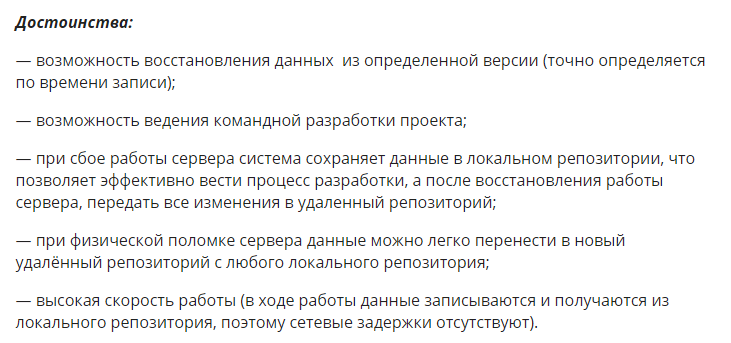 Достоинства:
— возможность восстановления данных  из определенной версии (точно определяется
по времени записи);
— возможность ведения командной разработки проекта;
— при сбое работы сервера система сохраняет данные в локальном репозитории, что
позволяет эффективно вести процесс разработки, а после восстановления работы
сервера, передать все изменения в удаленный репозиторий;
— при физической поломке сервера данные можно легко перенести в новый
удалённый репозиторий с любого локального репозитория;
— высокая скорость работы (в ходе работы данные записываются и получаются из
локального репозитория, поэтому сетевые задержки отсутствуют).